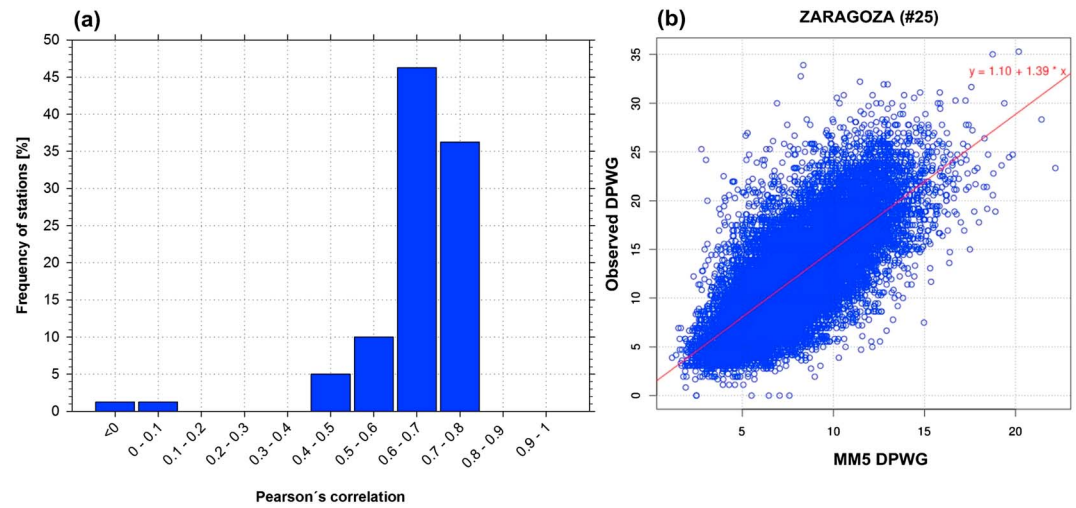 (a)
50
45
40
35
30
25
20
15
10
5
0
Frequency of stations [%]
<0
0 - 0.1
0.1 - 0.2
0.2 - 0.3
0.3 - 0.4
0.4 - 0.5
0.5 - 0.6
0.6 - 0.7
0.7 - 0.8
0.8 - 0.9
0.9 - 1
Pearson´s correlation
(b)
ZARAGOZA (#25)
y = 1.10 + 1.39 * x
35
30
25
20
15
10
5
0
Observed DPWG
5
10
15
20
MM5 DPWG